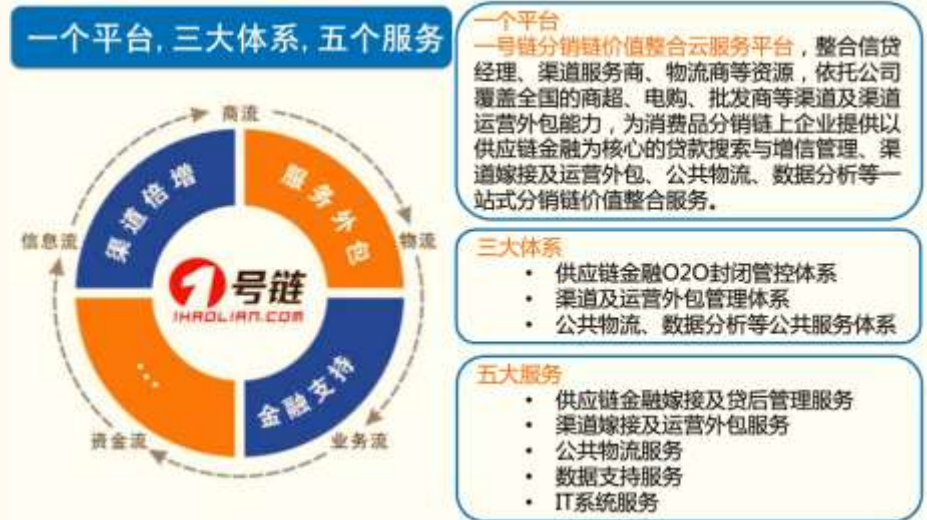 一个平台, 三大体系, 五个服务
商流
渠道倍增
服务外包
信息流
物流
1号链
1HAOLIAN.COM
...
金融支持
资金流
业务流
一个平台
一号链分销链价值整合云服务平台，整合信贷
经理、渠道服务商、物流商等资源，依托公司
覆盖全国的商超、电购、批发商等渠道及渠道
运营外包能力，为消费品分销链上企业提供以
供应链金融为核心的贷款搜索与增信管理、渠
道嫁接及运营外包、公共物流、数据分析等一
站式分销链价值整合服务。
三大体系
• 供应链金融O2O封闭管控体系
• 渠道及运营外包管理体系
• 公共物流、数据分析等公共服务体系
五大服务
• 供应链金融嫁接及贷后管理服务
• 渠道嫁接及运营外包服务
• 公共物流服务
• 数据支持服务
• IT系统服务